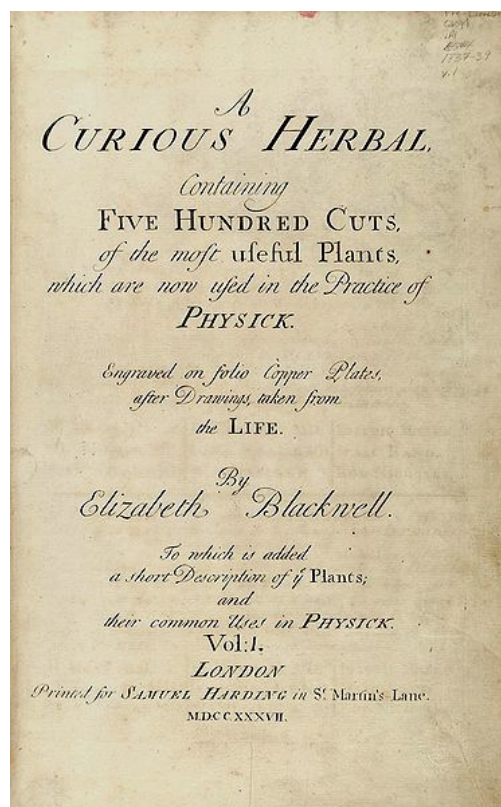 A
CURIOUS HERBAL,
Containing
FIVE HUNDRED CUTS,
of the moſt uſeful Plants,
which are now uſed in the Practice of
PHYSICK.
Engraved on folio Copper Plates,
after Drawings, taken from
the LIFE.
By
Elizabeth Blackwell.
To which is added
a short Description of yͤ Plants;
and
their common Uses in PHYSICK.
Vol: 1.
LONDON
Printed for SAMUEL HARDING in Sᵗ Martin's Lane.
MDCCXXXVII.
1737-39
v.1